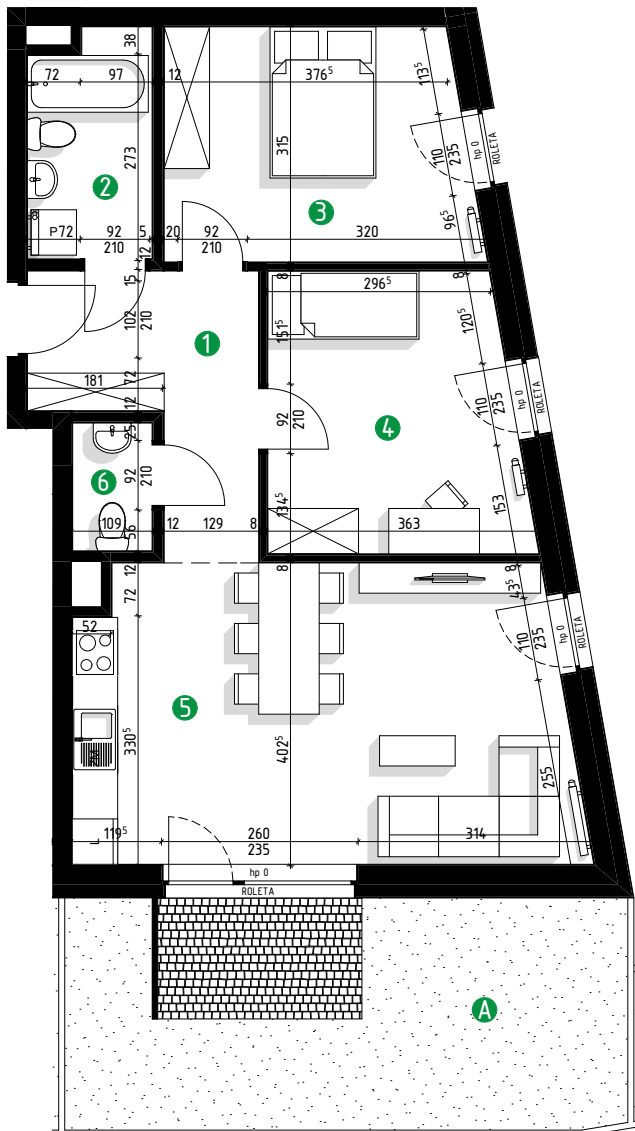 38
72 97 12 376⁵ 113⁵
273
315
110
235
hp 0
ROLETA
2
3
P72 92 5 20 92 320 96⁵
210 210
12
15 8 8
296⁵
102
210
151⁵
120⁵
1
181 72
12
110
235
hp 0
ROLETA
25
92
210
92
210
4
6
134⁵
153
109 56 12 129 8 363
12
72
8
8
43⁵
52
110
235
hp 0
ROLETA
5
330⁵
402⁵
255
ZM
L
119⁵ 260 314
235
hp 0
ROLETA
A